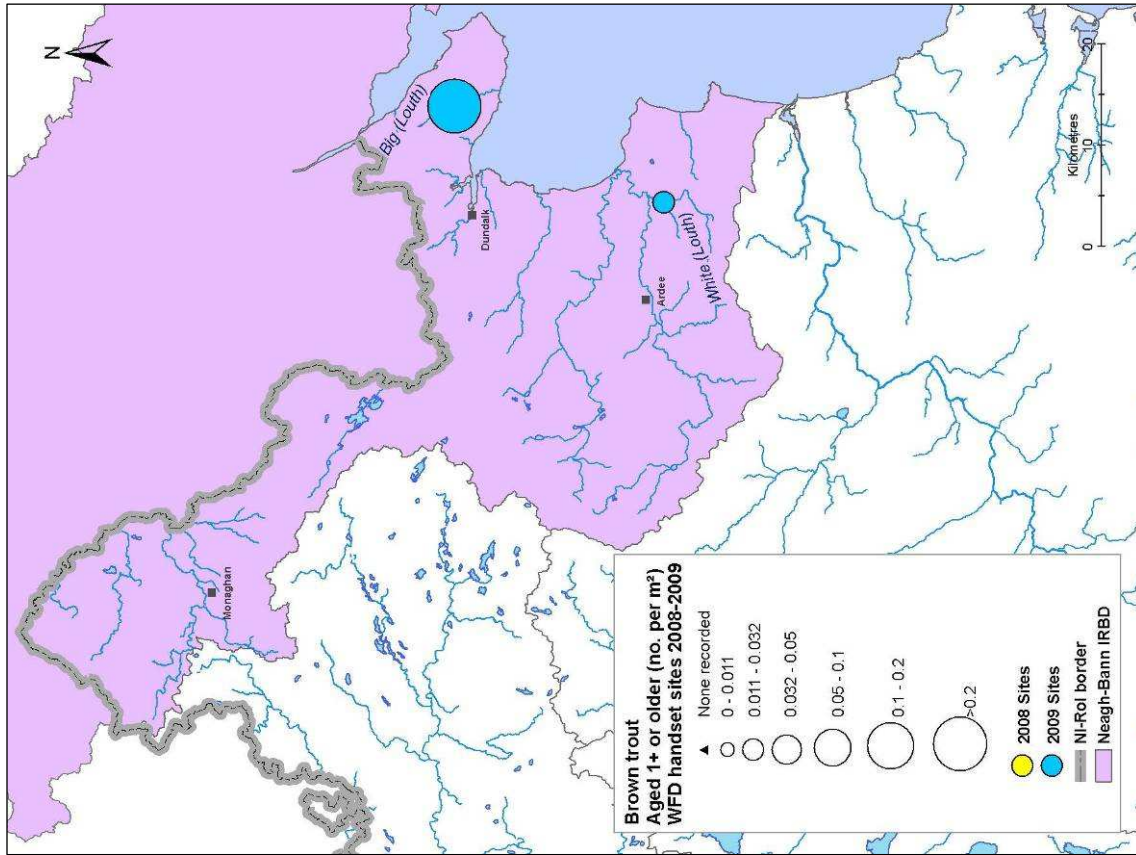 N
Big (Louth)
Dundalk
Monaghan
Ardee
White (Louth)
0 10 20
Kilometres
Brown trout
Aged 1+ or older (no. per m²)
WFD handset sites 2008-2009
None recorded
0 - 0.011
0.011 - 0.032
0.032 - 0.05
0.05 - 0.1
0.1 - 0.2
>0.2
2008 Sites
2009 Sites
NI-RoI border
Neagh-Bann IRBD